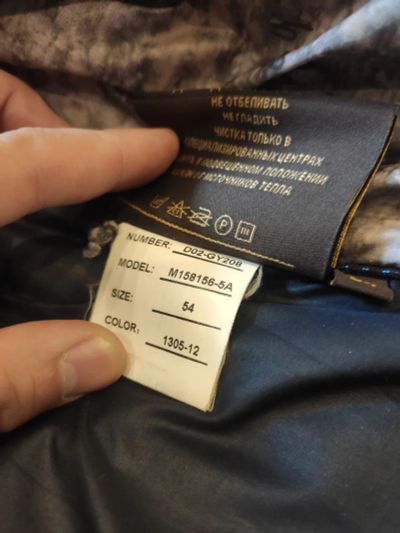 НЕ ОТБЕЛИВАТЬ
НЕ ГЛАДИТЬ
ЧИСТКА ТОЛЬКО В
СПЕЦИАЛИЗИРОВАННЫХ ЦЕНТРАХ
В ПОДВЕШЕННОМ ПОЛОЖЕНИИ
ИСТОЧНИКОВ ТЕПЛА
P
NUMBER: D02-GY208
MODEL: M158156-5A
SIZE: 54
COLOR: 1305-12